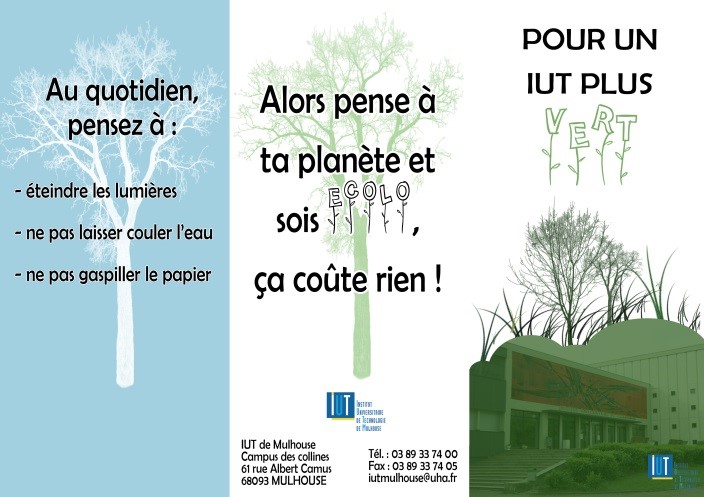 Au quotidien,
pensez à :
- éteindre les lumières
- ne pas laisser couler l'eau
- ne pas gaspiller le papier
Alors pense à
ta planète et
sois ECOLO,
ça coûte rien !
IUT
INSTITUT
UNIVERSITAIRE
DE TECHNOLOGIE
DE MULHOUSE
IUT de Mulhouse
Campus des collines
61 rue Albert Camus
68093 MULHOUSE
Tél. : 03 89 33 74 00
Fax : 03 89 33 74 05
iutmulhouse@uha.fr
POUR UN
IUT PLUS
VERT
IUT